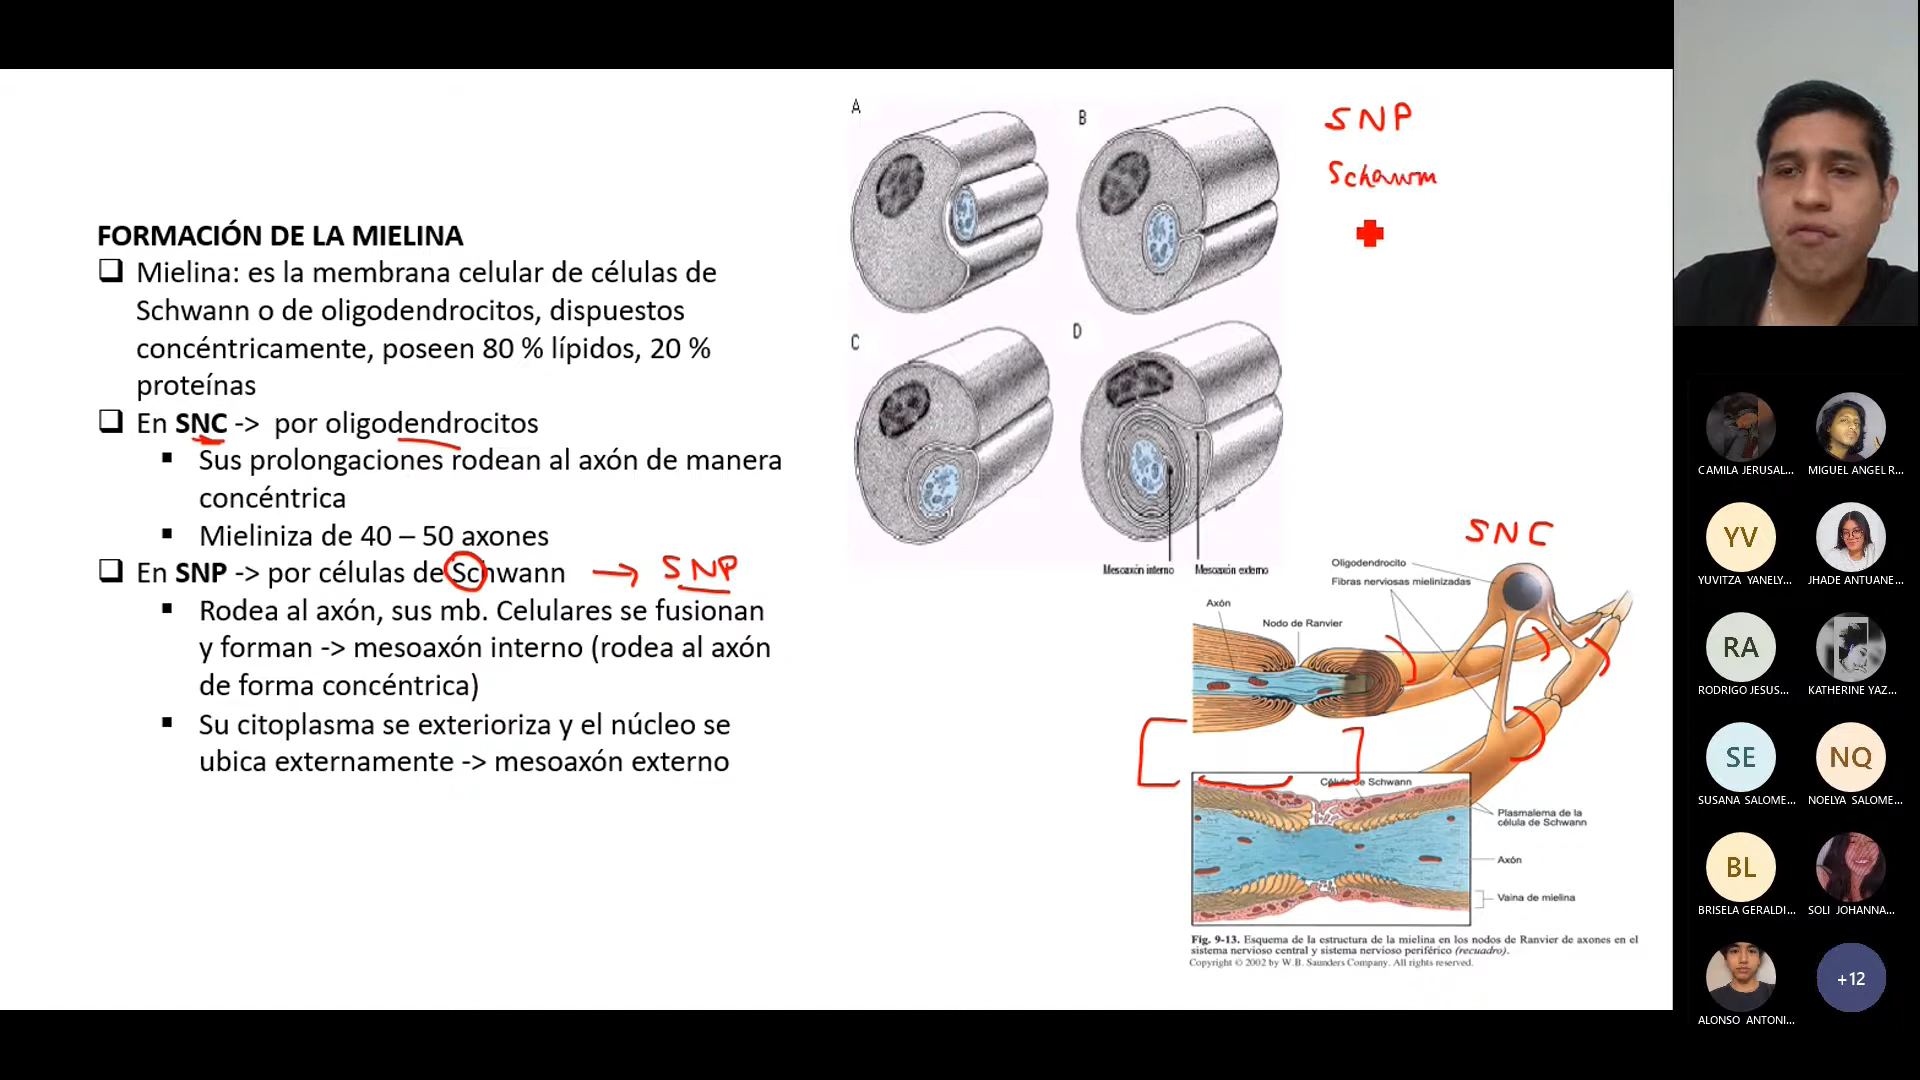 FORMACIÓN DE LA MIELINA
❑ Mielina: es la membrana celular de células de
Schwann o de oligodendrocitos, dispuestos
concéntricamente, poseen 80 % lípidos, 20 %
proteínas
❑ En SNC -> por oligodendrocitos
▪ Sus prolongaciones rodean al axón de manera
concéntrica
▪ Mieliniza de 40 – 50 axones
❑ En SNP -> por células de Schwann → SNP
▪ Rodea al axón, sus mb. Celulares se fusionan
y forman -> mesoaxón interno (rodea al axón
de forma concéntrica)
▪ Su citoplasma se exterioriza y el núcleo se
ubica externamente -> mesoaxón externo
A
B
C
D
Mesoaxón interno
Mesoaxón externo
SNP
Schawm
SNC
Oligodendrocito
Fibras nerviosas mielinizadas
Axón
Nodo de Ranvier
Célula de Schwann
Plasmalema de la
célula de Schwann
Axón
Vaina de mielina
Fig. 9-13. Esquema de la estructura de la mielina en los nodos de Ranvier de axones en el
sistema nervioso central y sistema nervioso periférico (recuadro).
Copyright © 2002 by W.B. Saunders Company. All rights reserved.
CAMILA JERUSAL...
MIGUEL ANGEL R...
YV
YUVITZA YANELY...
JHADE ANTUANE...
RA
RODRIGO JESUS...
KATHERINE YAZ...
SE
SUSANA SALOME...
NQ
NOELYA SALOME...
BL
BRISELA GERALDI...
SOLI JOHANNA...
ALONSO ANTONI...
+12